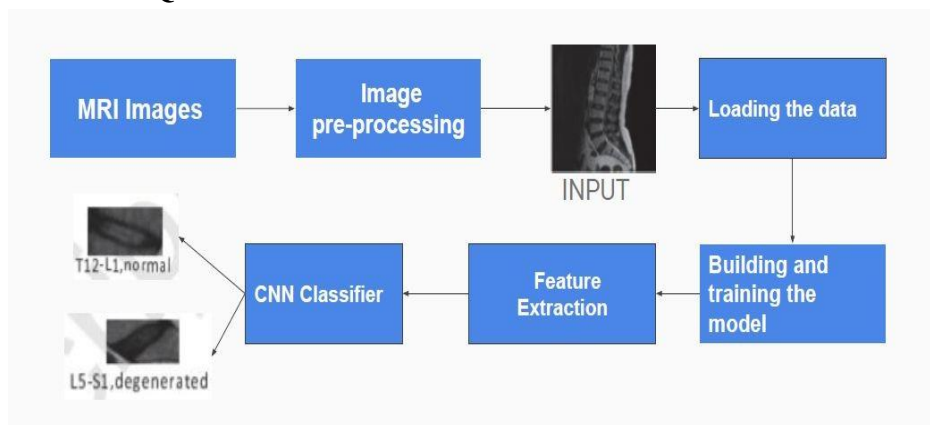 MRI Images
Image
pre-processing
INPUT
Loading the data
Building and
training the
model
Feature
Extraction
CNN Classifier
T12-L1,normal
L5-S1,degenerated